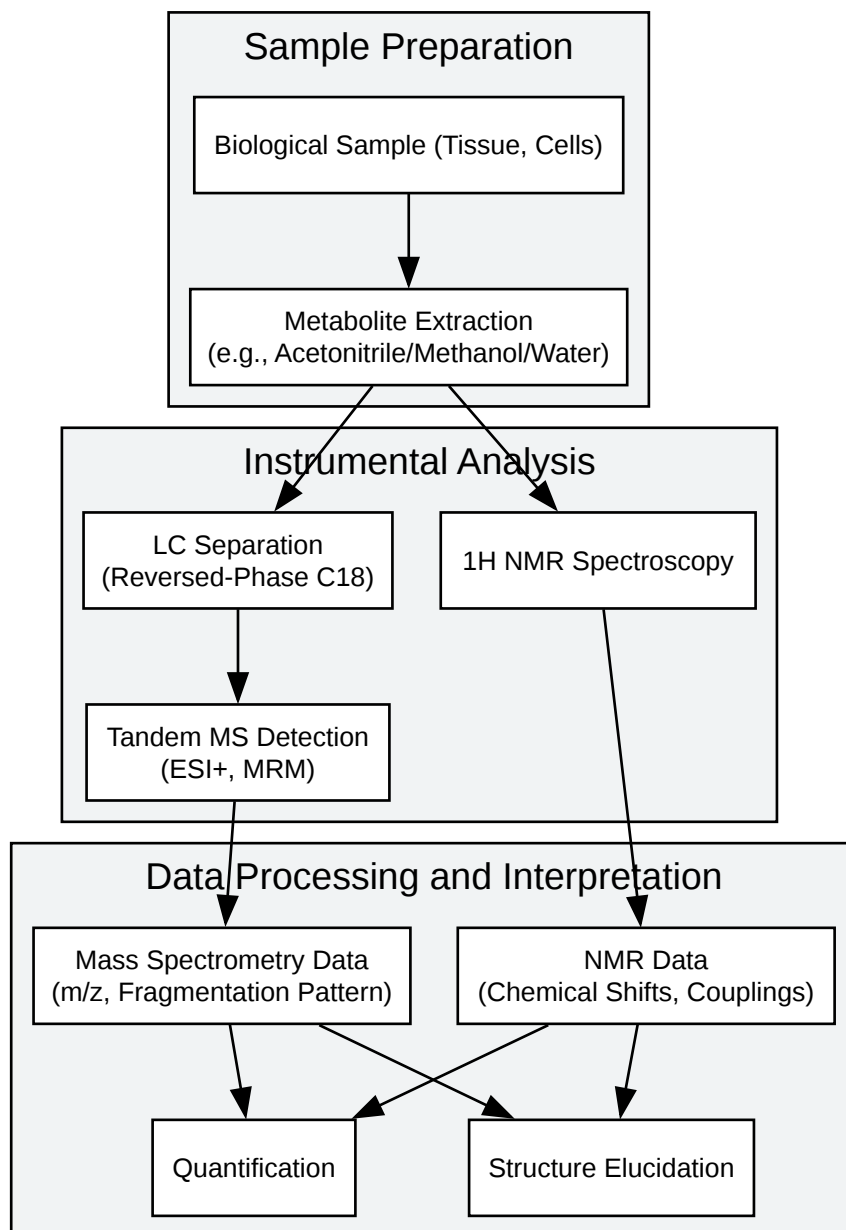 Sample Preparation
Biological Sample (Tissue, Cells)
Metabolite Extraction
(e.g., Acetonitrile/Methanol/Water)
Instrumental Analysis
LC Separation
(Reversed-Phase C18)
1H NMR Spectroscopy
Tandem MS Detection
(ESI+, MRM)
Data Processing and Interpretation
Mass Spectrometry Data
(m/z, Fragmentation Pattern)
NMR Data
(Chemical Shifts, Couplings)
Quantification
Structure Elucidation